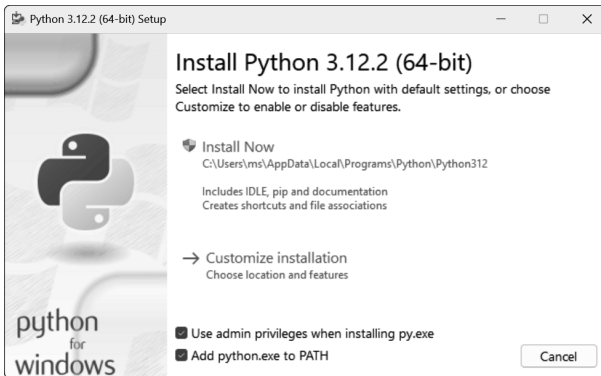 Python 3.12.2 (64-bit) Setup
Install Python 3.12.2 (64-bit)
Select Install Now to install Python with default settings, or choose
Customize to enable or disable features.
Install Now
C:\Users\ms\AppData\Local\Programs\Python\Python312
Includes IDLE, pip and documentation
Creates shortcuts and file associations
Customize installation
Choose location and features
python
for
windows
Use admin privileges when installing py.exe
Add python.exe to PATH
Cancel